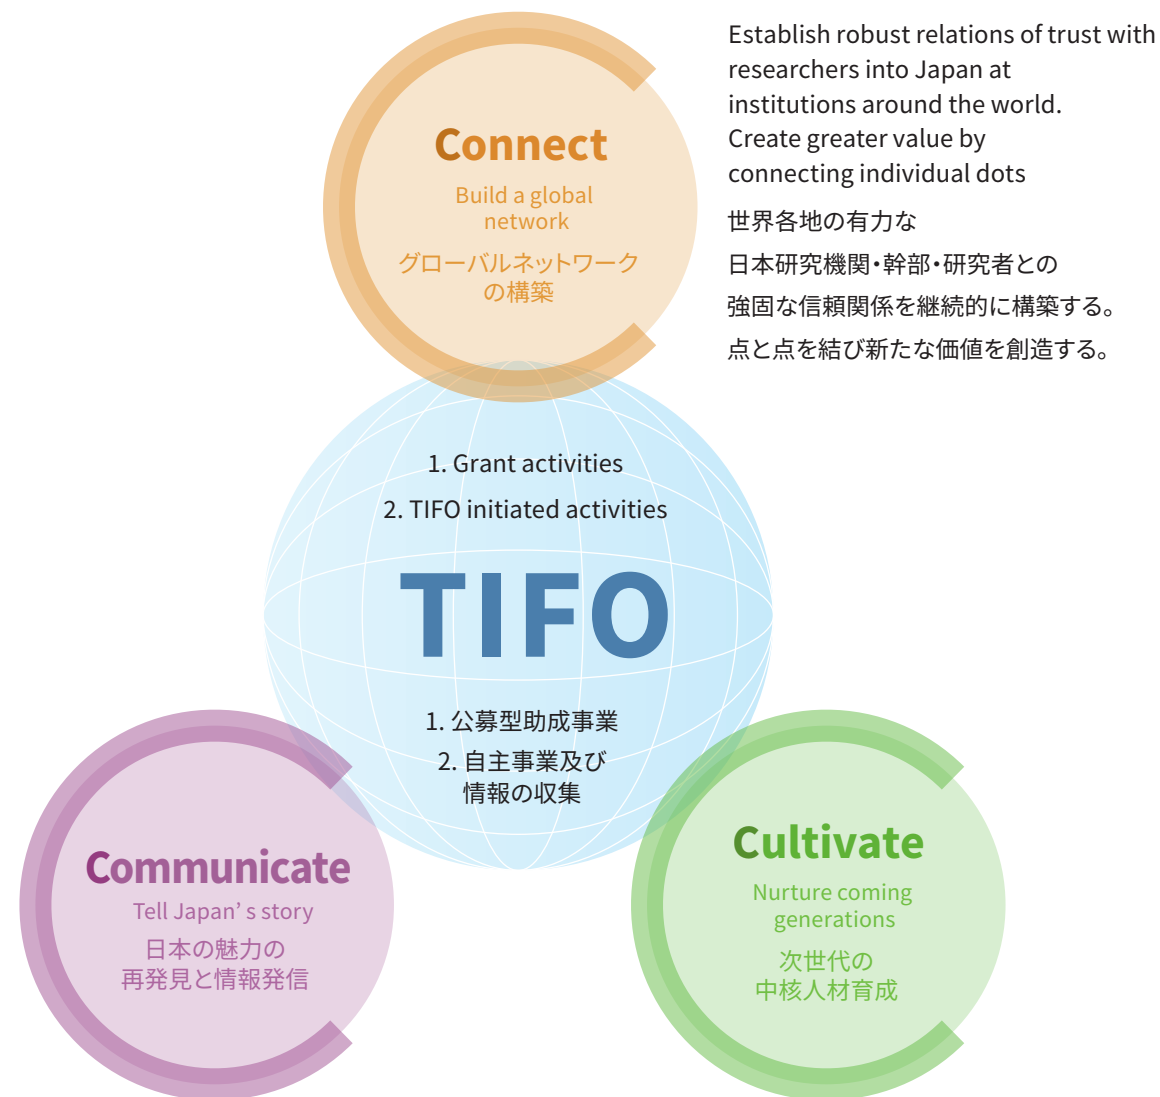 Connect
Build a global
network
グローバルネットワーク
の構築
Establish robust relations of trust with
researchers into Japan at
institutions around the world.
Create greater value by
connecting individual dots
世界各地の有力な
日本研究機関・幹部・研究者との
強固な信頼関係を継続的に構築する。
点と点を結び新たな価値を創造する。
1. Grant activities
2. TIFO initiated activities
TIFO
1. 公募型助成事業
2. 自主事業及び
情報の収集
Communicate
Tell Japan’s story
日本の魅力の
再発見と情報発信
Cultivate
Nurture coming
generations
次世代の
中核人材育成